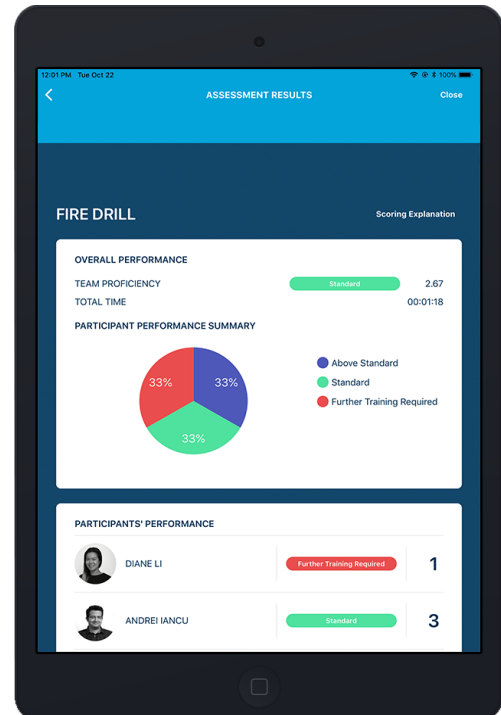 12:01 PM Tue Oct 22 100%
ASSESSMENT RESULTS Close
FIRE DRILL Scoring Explanation
OVERALL PERFORMANCE
TEAM PROFICIENCY Standard 2.67
TOTAL TIME 00:01:18
PARTICIPANT PERFORMANCE SUMMARY
33% 33%
33%
Above Standard
Standard
Further Training Required
PARTICIPANTS' PERFORMANCE
DIANE LI Further Training Required 1
ANDREI IANCU Standard 3